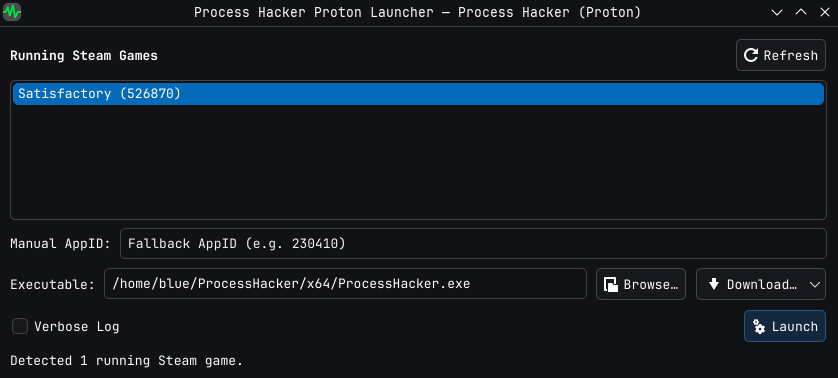 Process Hacker Proton Launcher — Process Hacker (Proton)
Running Steam Games
Refresh
Satisfactory (526870)
Manual AppID: Fallback AppID (e.g. 230410)
Executable: /home/blue/ProcessHacker/x64/ProcessHacker.exe Browse… Download…
Verbose Log
Launch
Detected 1 running Steam game.